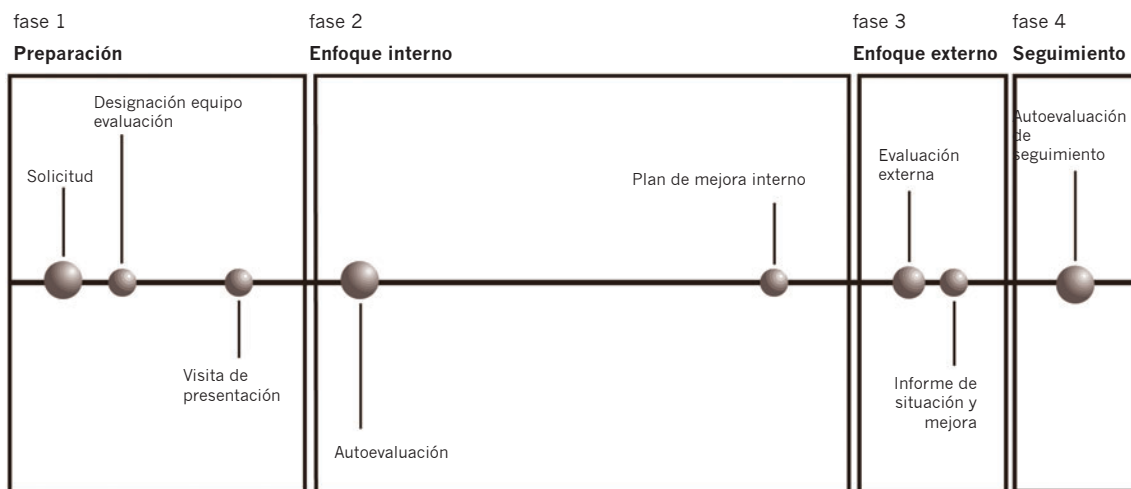 fase 1
Preparación
fase 2
Enfoque interno
fase 3
Enfoque externo
fase 4
Seguimiento
Designación equipo
evaluación
Solicitud
Visita de
presentación
Autoevaluación
Plan de mejora interno
Evaluación
externa
Informe de
situación y
mejora
Autoevaluación
de
seguimiento